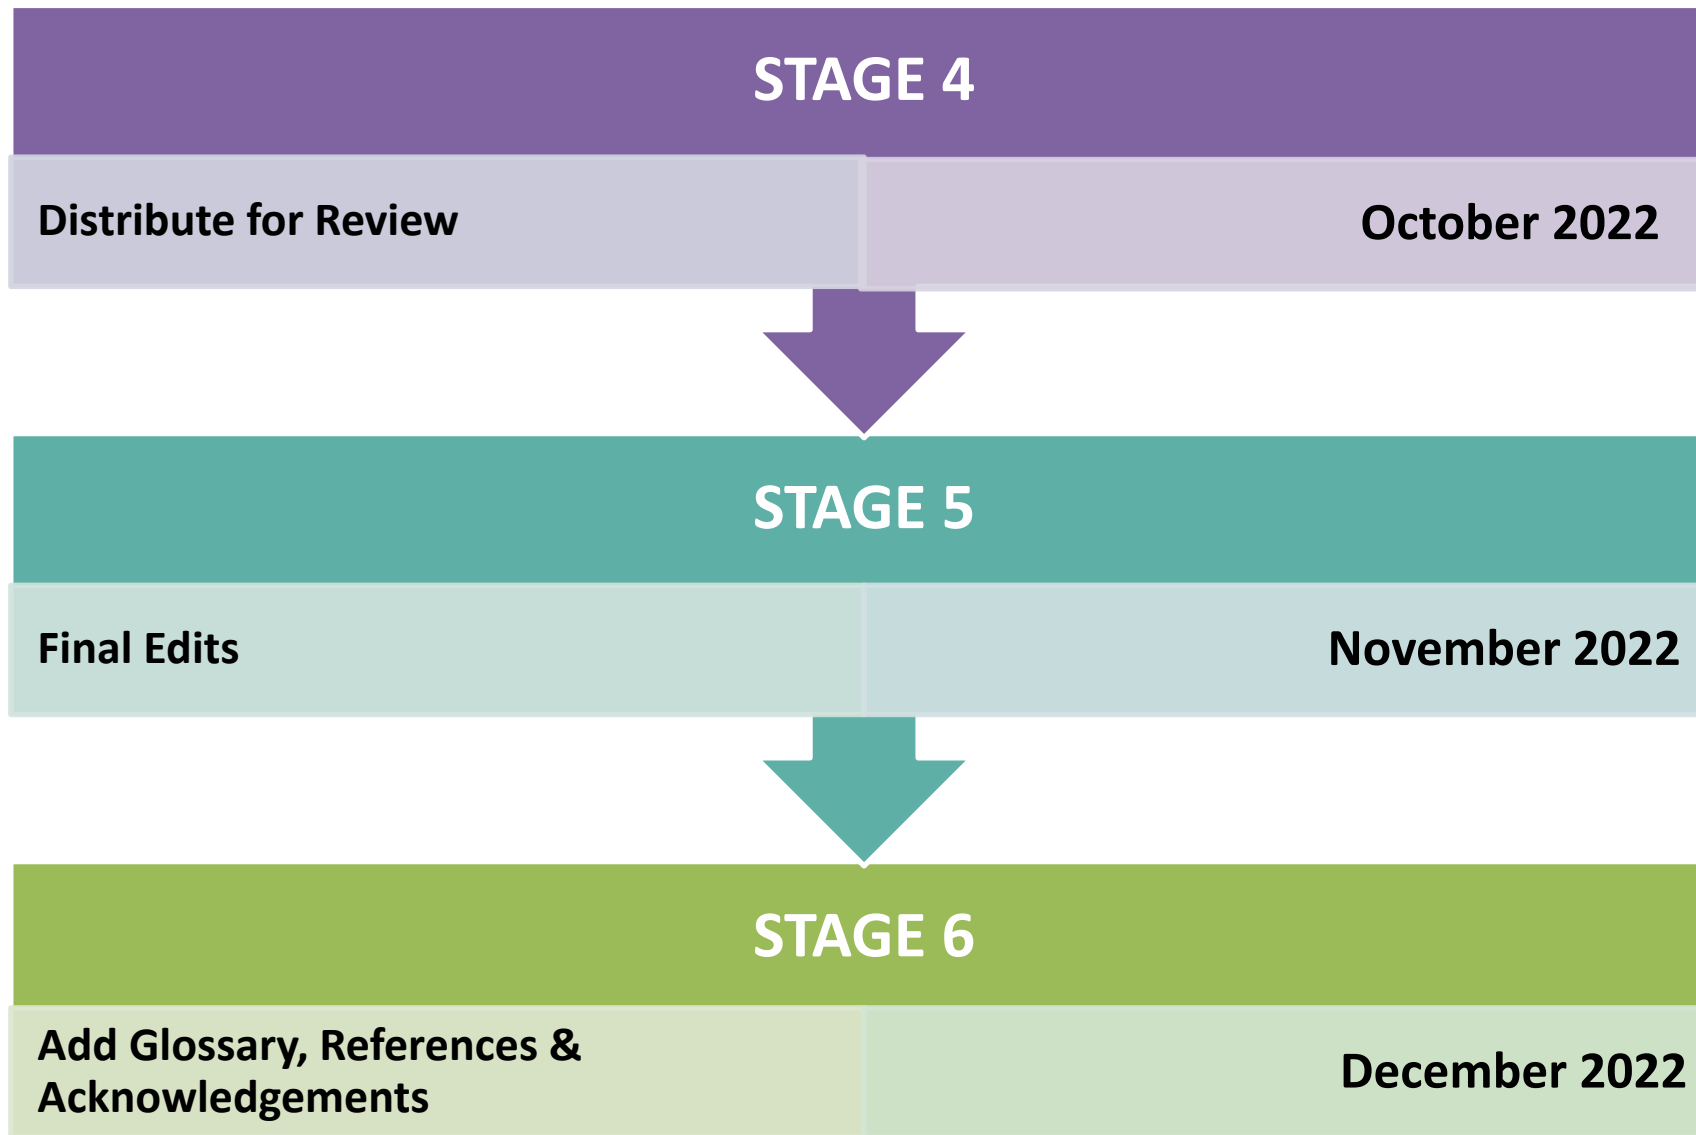 STAGE 4
Distribute for Review
October 2022
STAGE 5
Final Edits
November 2022
STAGE 6
Add Glossary, References &
Acknowledgements
December 2022